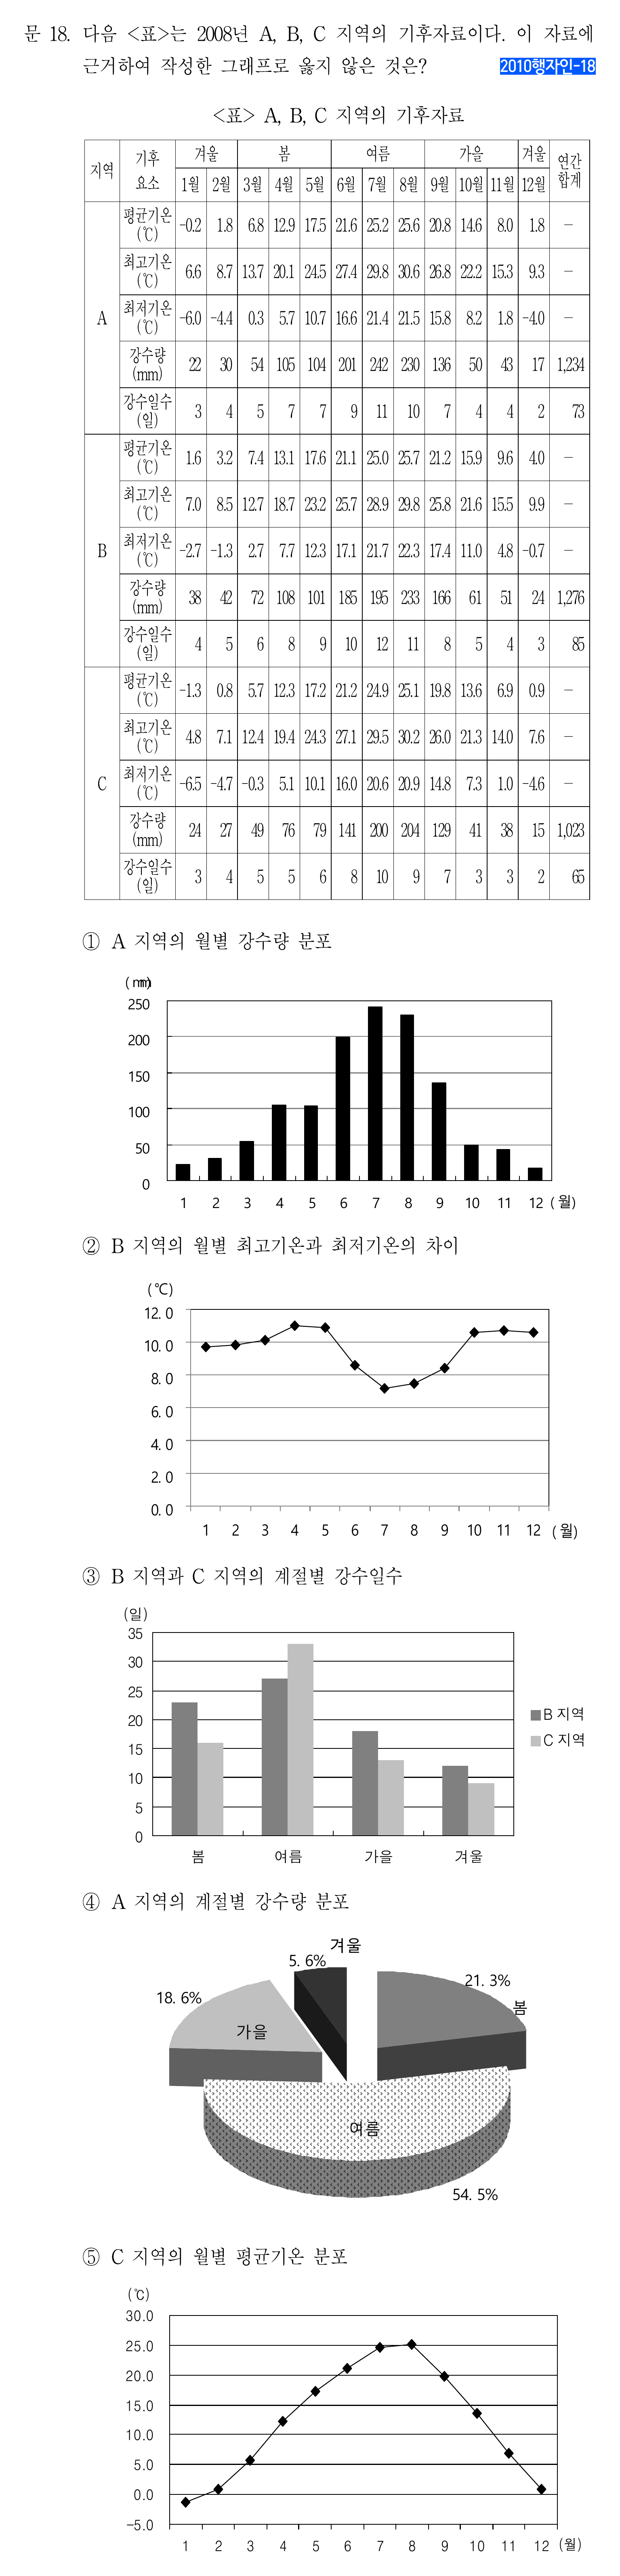 문 18. 다음 <표>는 2008년 A, B, C 지역의 기후자료이다. 이 자료에
근거하여 작성한 그래프로 옳지 않은 것은? 2010행자인-18
<표> A, B, C 지역의 기후자료
지역 기후요소 겨울 봄 여름 가을 겨울 연간합계
1월 2월 3월 4월 5월 6월 7월 8월 9월 10월 11월 12월
A
평균기온(℃) -0.2 1.8 6.8 12.9 17.5 21.6 25.2 25.6 20.8 14.6 8.0 1.8 -
최고기온(℃) 6.6 8.7 13.7 20.1 24.5 27.4 29.8 30.6 26.8 22.2 15.3 9.3 -
최저기온(℃) -6.0 -4.4 0.3 5.7 10.7 16.6 21.4 21.5 15.8 8.2 1.8 -4.0 -
강수량(mm) 22 30 54 105 104 201 242 230 136 50 43 17 1,234
강수일수(일) 3 4 5 7 7 9 11 10 7 4 4 2 73
B
평균기온(℃) 1.6 3.2 7.4 13.1 17.6 21.1 25.0 25.7 21.2 15.9 9.6 4.0 -
최고기온(℃) 7.0 8.5 12.7 18.7 23.2 25.7 28.9 29.8 25.8 21.6 15.5 9.9 -
최저기온(℃) -2.7 -1.3 2.7 7.7 12.3 17.1 21.7 22.3 17.4 11.0 4.8 -0.7 -
강수량(mm) 38 42 72 108 101 185 195 233 166 61 51 24 1,276
강수일수(일) 4 5 6 8 9 10 12 11 8 5 4 3 85
C
평균기온(℃) -1.3 0.8 5.7 12.3 17.2 21.2 24.9 25.1 19.8 13.6 6.9 0.9 -
최고기온(℃) 4.8 7.1 12.4 19.4 24.3 27.1 29.5 30.2 26.0 21.3 14.0 7.6 -
최저기온(℃) -6.5 -4.7 -0.3 5.1 10.1 16.0 20.6 20.9 14.8 7.3 1.0 -4.6 -
강수량(mm) 24 27 49 76 79 141 200 204 129 41 38 15 1,023
강수일수(일) 3 4 5 5 6 8 10 9 7 3 3 2 65
① A 지역의 월별 강수량 분포
(mm)
250
200
150
100
50
0
1 2 3 4 5 6 7 8 9 10 11 12 (월)
② B 지역의 월별 최고기온과 최저기온의 차이
(℃)
12.0
10.0
8.0
6.0
4.0
2.0
0.0
1 2 3 4 5 6 7 8 9 10 11 12 (월)
③ B 지역과 C 지역의 계절별 강수일수
(일)
35
30
25
20
15
10
5
0
봄 여름 가을 겨울
B 지역
C 지역
④ A 지역의 계절별 강수량 분포
겨울
5.6%
21.3%
봄
18.6%
가을
여름
54.5%
⑤ C 지역의 월별 평균기온 분포
(℃)
30.0
25.0
20.0
15.0
10.0
5.0
0.0
-5.0
1 2 3 4 5 6 7 8 9 10 11 12 (월)